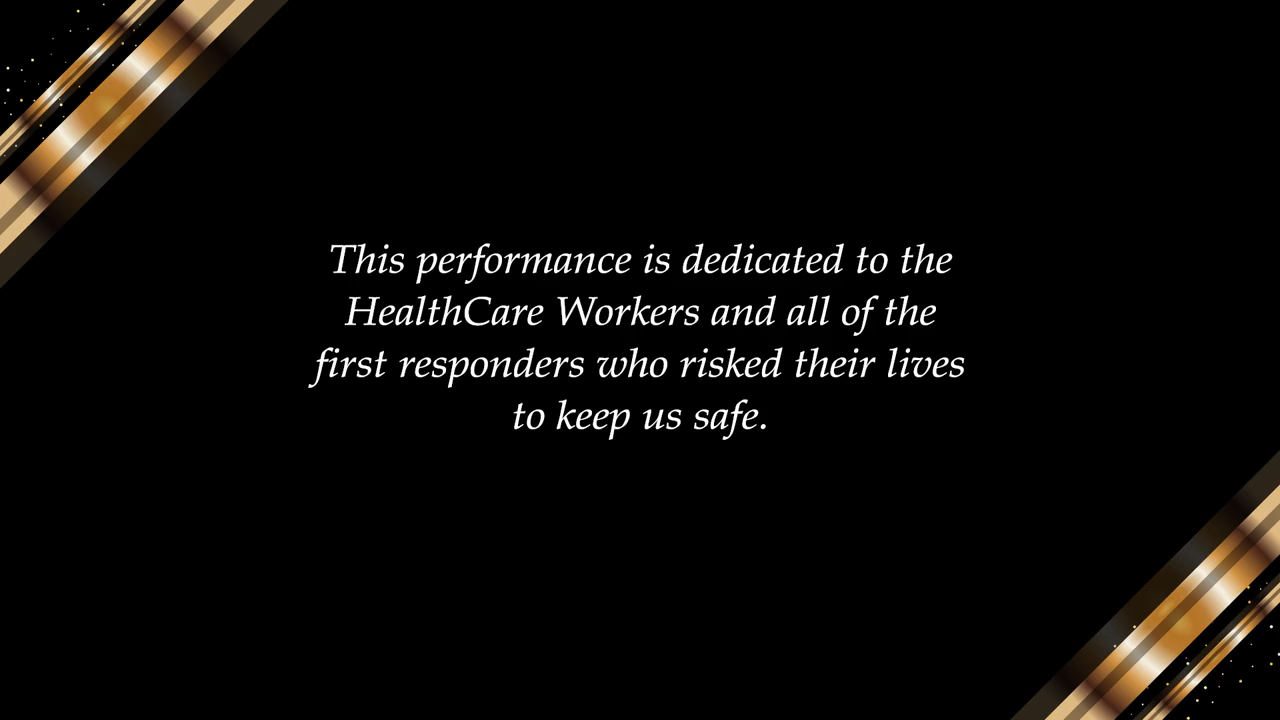 This performance is dedicated to the
HealthCare Workers and all of the
first responders who risked their lives
to keep us safe.